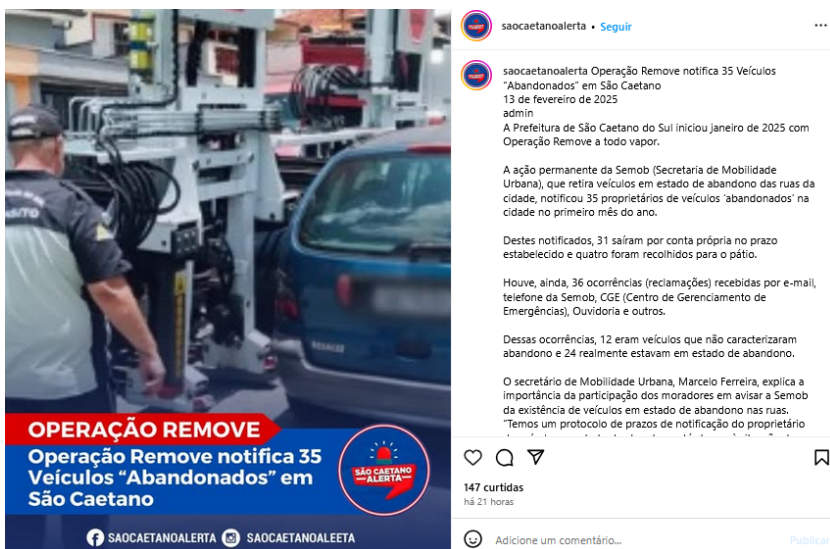 RÂNSITO
OPERAÇÃO REMOVE
Operação Remove notifica 35
Veículos “Abandonados” em
São Caetano
SÃO CAETANO
ALERTA
SAOCAETANOALERTA
SAOCAETANOALEETA
saocaetanoalerta • Seguir
saocaetanoalerta Operação Remove notifica 35 Veículos
“Abandonados” em São Caetano
13 de fevereiro de 2025
admin
A Prefeitura de São Caetano do Sul iniciou janeiro de 2025 com
Operação Remove a todo vapor.
A ação permanente da Semob (Secretaria de Mobilidade
Urbana), que retira veículos em estado de abandono das ruas da
cidade, notificou 35 proprietários de veículos ‘abandonados’ na
cidade no primeiro mês do ano.
Destes notificados, 31 saíram por conta própria no prazo
estabelecido e quatro foram recolhidos para o pátio.
Houve, ainda, 36 ocorrências (reclamações) recebidas por e-mail,
telefone da Semob, CGE (Centro de Gerenciamento de
Emergências), Ouvidoria e outros.
Dessas ocorrências, 12 eram veículos que não caracterizaram
abandono e 24 realmente estavam em estado de abandono.
O secretário de Mobilidade Urbana, Marcelo Ferreira, explica a
importância da participação dos moradores em avisar a Semob
da existência de veículos em estado de abandono nas ruas.
“Temos um protocolo de prazos de notificação do proprietário
147 curtidas
há 21 horas
Adicione um comentário...
Publicar